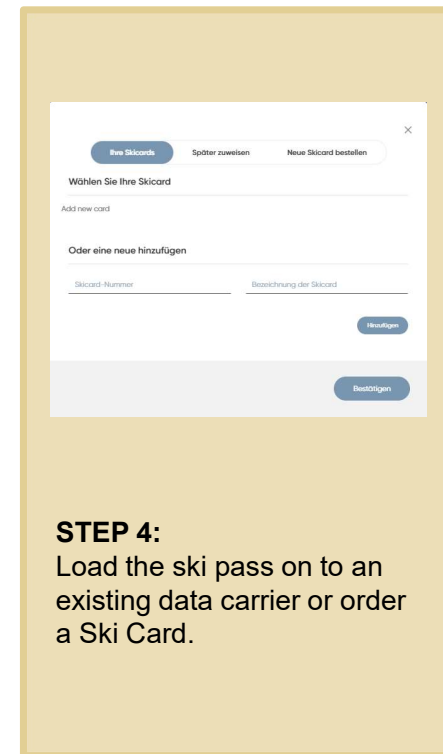 ×
Ihre Skicards Später zuweisen Neue Skicard bestellen
Wählen Sie Ihre Skicard
Add new card
Oder eine neue hinzufügen
Skicard-Nummer Bezeichnung der Skicard
Hinzufügen
Bestätigen
STEP 4:
Load the ski pass on to an
existing data carrier or order
a Ski Card.